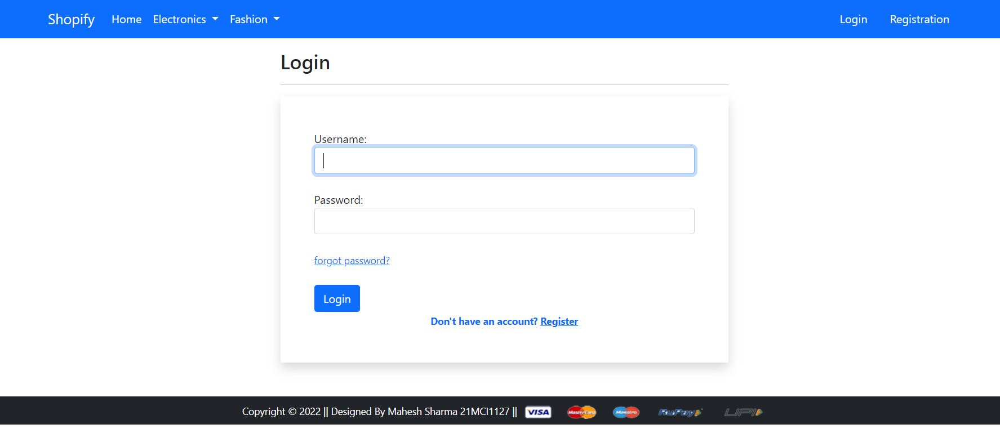 Shopify Home Electronics Fashion Login Registration
Login
Username:
Password:
forgot password?
Login
Don't have an account? Register
Copyright © 2022 || Designed By Mahesh Sharma 21MCI1127 || VISA MasterCard Maestro RuPay UPI